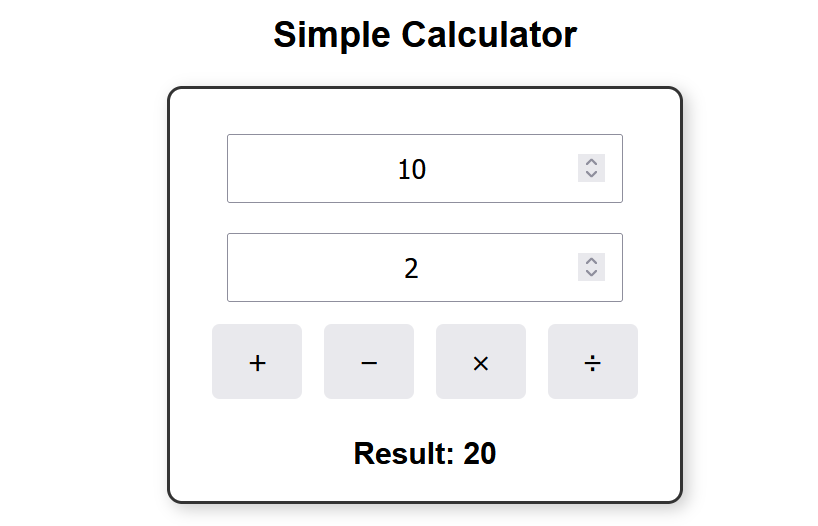 Simple Calculator
10
2
+ − × ÷
Result: 20